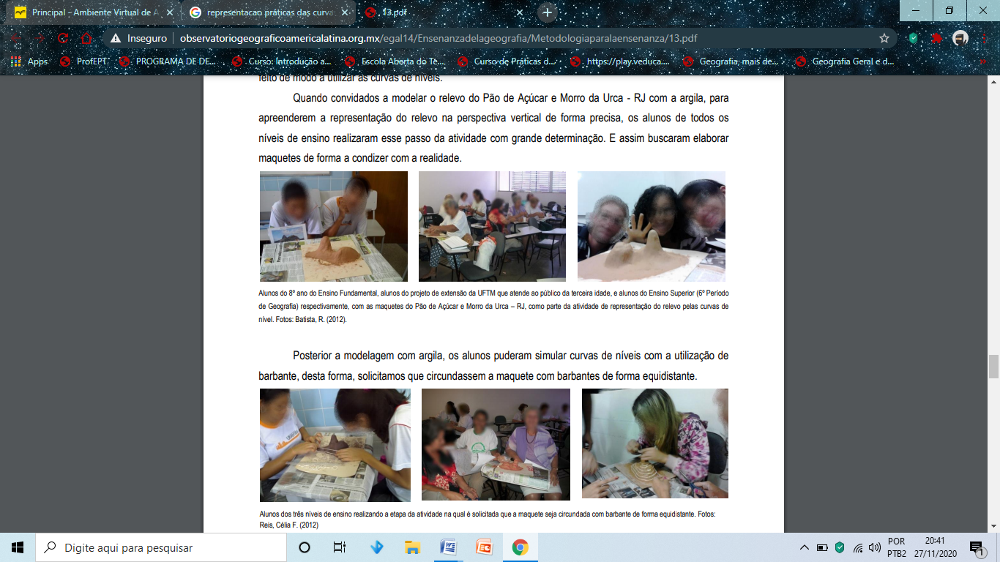 Principal - Ambiente Virtual de A
representacao práticas das curva
13.pdf
Inseguro
observatoriogeograficoamericalatina.org.mx/egal14/Ensenanzadelageografia/Metodologiaparalaensenanza/13.pdf
Apps
ProfEPT
PROGRAMA DE DE...
Curso: Introdução a...
Escola Aberta do Te...
Curso de Práticas d...
https://play.veduca....
Geografia, mais de...
Geografia Geral e d...
feito de modo a utilizar as curvas de níveis.
Quando convidados a modelar o relevo do Pão de Açúcar e Morro da Urca - RJ com a argila, para
apreenderem a representação do relevo na perspectiva vertical de forma precisa, os alunos de todos os
níveis de ensino realizaram esse passo da atividade com grande determinação. E assim buscaram elaborar
maquetes de forma a condizer com a realidade.
Alunos do 8º ano do Ensino Fundamental, alunos do projeto de extensão da UFTM que atende ao público da terceira idade, e alunos do Ensino Superior (6º Período
de Geografia) respectivamente, com as maquetes do Pão de Açúcar e Morro da Urca – RJ, como parte da atividade de representação do relevo pelas curvas de
nível. Fotos: Batista, R. (2012).
Posterior a modelagem com argila, os alunos puderam simular curvas de níveis com a utilização de
barbante, desta forma, solicitamos que circundassem a maquete com barbantes de forma equidistante.
Alunos dos três níveis de ensino realizando a etapa da atividade na qual é solicitada que a maquete seja circundada com barbante de forma equidistante. Fotos:
Reis, Célia F. (2012)
Digite aqui para pesquisar
POR
PTB2
20:41
27/11/2020
1